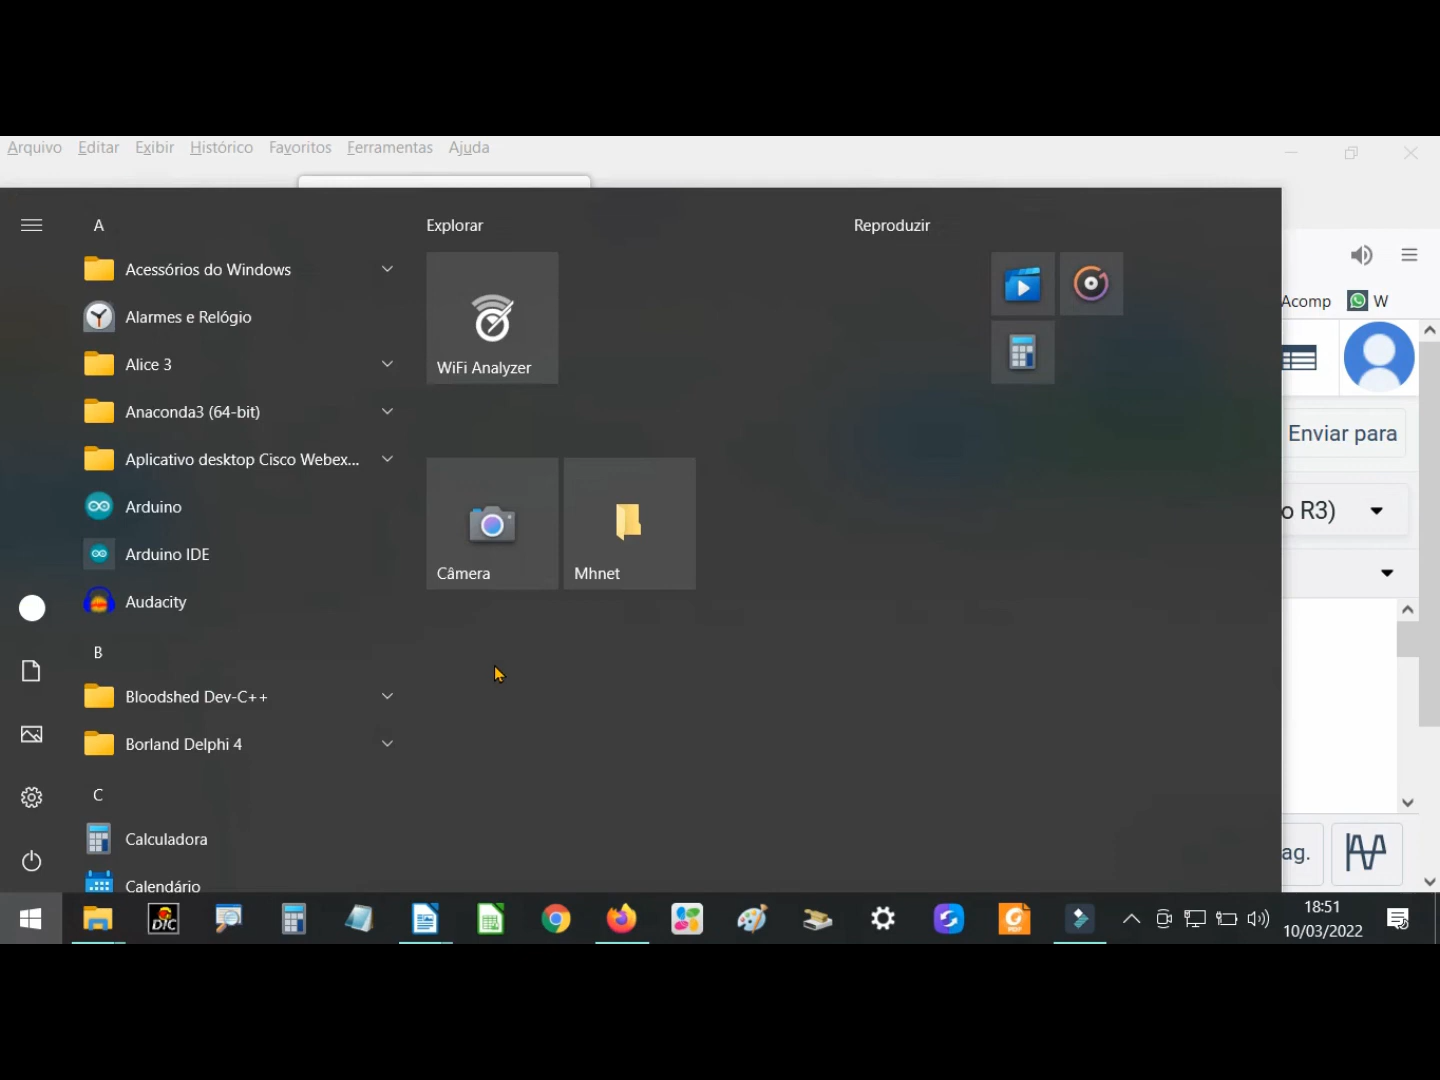 Arquivo Editar Exibir Histórico Favoritos Ferramentas Ajuda
A
Acessórios do Windows
Alarmes e Relógio
Alice 3
Anaconda3 (64-bit)
Aplicativo desktop Cisco Webex...
Arduino
Arduino IDE
Audacity
B
Bloodshed Dev-C++
Borland Delphi 4
C
Calculadora
Calendário
Explorar
WiFi Analyzer
Câmera
Mhnet
Reproduzir
Acomp W
Enviar para
o R3)
ag.
DIC
PDF
18:51
10/03/2022